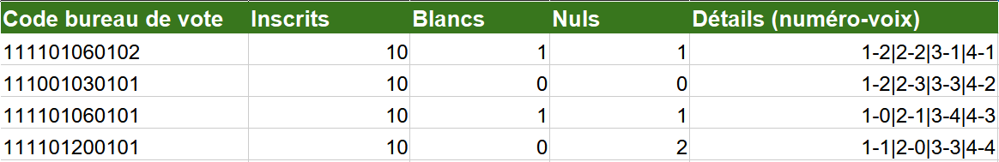 Code bureau de vote Inscrits Blancs Nuls Détails (numéro-voix)
111101060102 10 1 1 1-2|2-2|3-1|4-1
111001030101 10 0 0 1-2|2-3|3-3|4-2
111101060101 10 1 1 1-0|2-1|3-4|4-3
111101200101 10 0 2 1-1|2-0|3-3|4-4